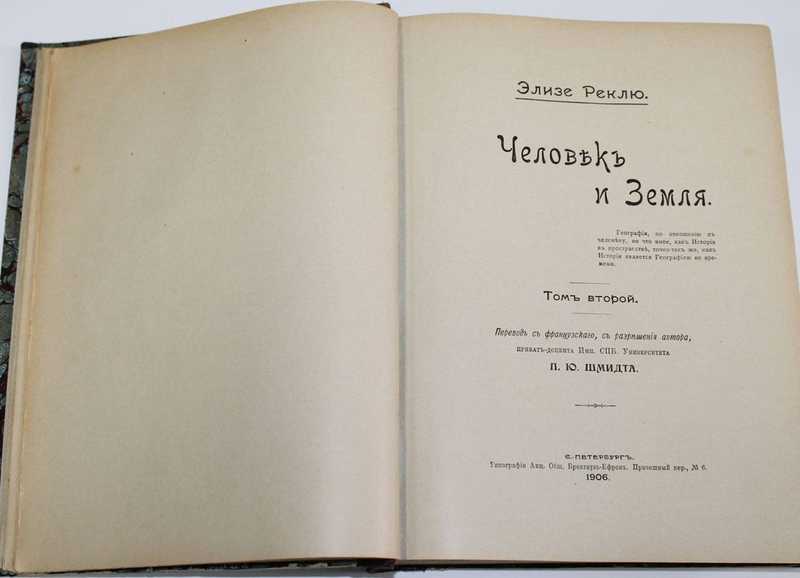 Элизе Реклю.
Человѣкъ
и Земля.
Географія, по отношенію къ
человѣку, не что иное, какъ Исторія
въ пространствѣ, точно такъ же, какъ
Исторія является Географіею во вре-
мени.
Томъ второй.
Переводъ съ французскаго, съ разрѣшенія автора,
приватъ-доцента Имп. СПБ. Университета
П. Ю. ШМИДТА.
С.-ПЕТЕРБУРГЪ.
Типографія Акц. Общ. Брокгаузъ-Ефронъ. Прачешный пер., № 6.
1906.